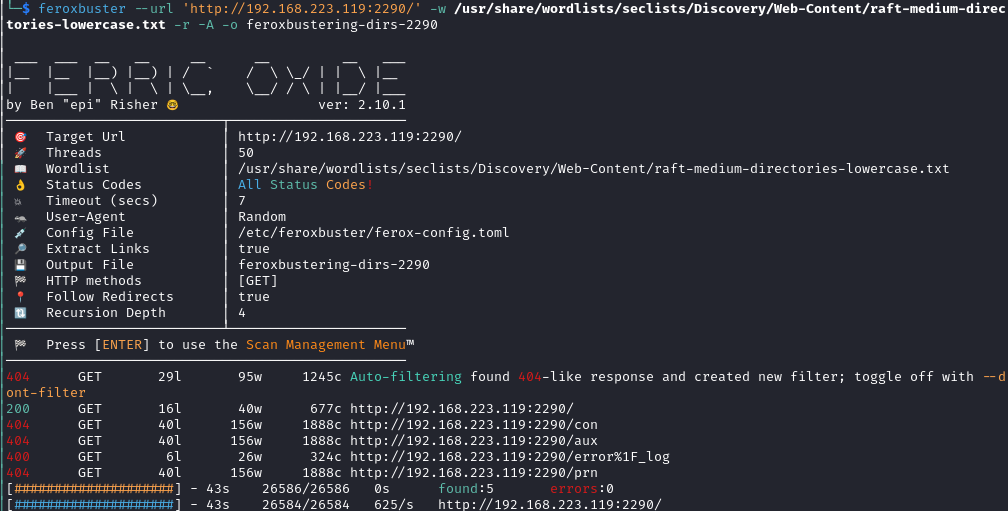 └─$ feroxbuster --url 'http://192.168.223.119:2290/' -w /usr/share/wordlists/seclists/Discovery/Web-Content/raft-medium-direc
tories-lowercase.txt -r -A -o feroxbustering-dirs-2290
FERRIC OXIDE
by Ben "epi" Risher 🤓 ver: 2.10.1
🎯 Target Url │ http://192.168.223.119:2290/
🚀 Threads │ 50
📖 Wordlist │ /usr/share/wordlists/seclists/Discovery/Web-Content/raft-medium-directories-lowercase.txt
👌 Status Codes │ All Status Codes!
💥 Timeout (secs) │ 7
🦡 User-Agent │ Random
💉 Config File │ /etc/feroxbuster/ferox-config.toml
🔎 Extract Links │ true
💾 Output File │ feroxbustering-dirs-2290
🏁 HTTP methods │ [GET]
📍 Follow Redirects │ true
🔃 Recursion Depth │ 4
🏁 Press [ENTER] to use the Scan Management Menu™
404 GET 29l 95w 1245c Auto-filtering found 404-like response and created new filter; toggle off with --d
ont-filter
200 GET 16l 40w 677c http://192.168.223.119:2290/
404 GET 40l 156w 1888c http://192.168.223.119:2290/con
404 GET 40l 156w 1888c http://192.168.223.119:2290/aux
400 GET 6l 26w 324c http://192.168.223.119:2290/error%1F_log
404 GET 40l 156w 1888c http://192.168.223.119:2290/prn
[####################] - 43s 26586/26586 0s found:5 errors:0
[####################] - 43s 26584/26584 625/s http://192.168.223.119:2290/